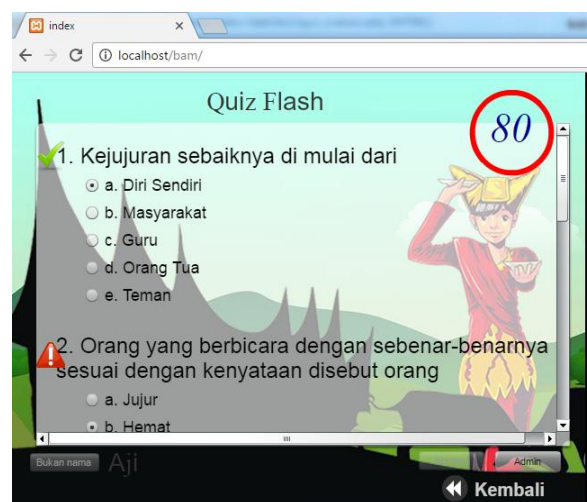 index
localhost/bam/
Quiz Flash
80
1. Kejujuran sebaiknya di mulai dari
a. Diri Sendiri
b. Masyarakat
c. Guru
d. Orang Tua
e. Teman
2. Orang yang berbicara dengan sebenar-benarnya
sesuai dengan kenyataan disebut orang
a. Jujur
b. Hemat
Bukan nama
Aji
Admin
Kembali